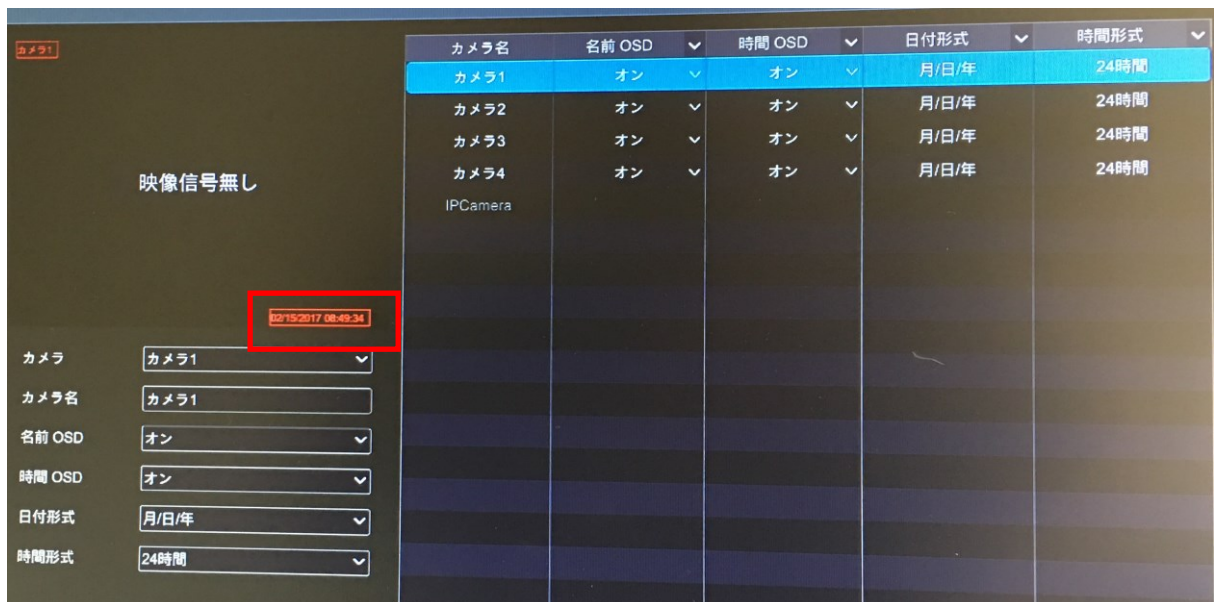 カメラ1
映像信号無し
02/15/2017 08:49:34
カメラ カメラ1
カメラ名 カメラ1
名前 OSD オン
時間 OSD オン
日付形式 月/日/年
時間形式 24時間
カメラ名 名前 OSD 時間 OSD 日付形式 時間形式
カメラ1 オン オン 月/日/年 24時間
カメラ2 オン オン 月/日/年 24時間
カメラ3 オン オン 月/日/年 24時間
カメラ4 オン オン 月/日/年 24時間
IPCamera